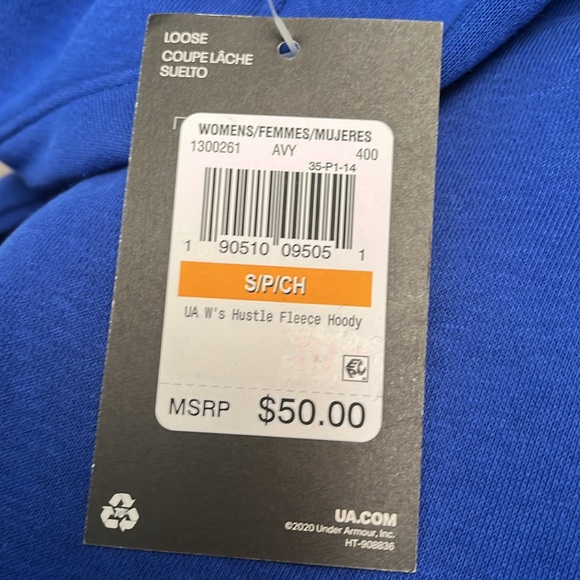 LOOSE
COUPE LÂCHE
SUELTO
WOMENS/FEMMES/MUJERES
1300261 AVY 400
35-P1-14
1 90510 09505 1
S/P/CH
UA W's Hustle Fleece Hoody
MSRP $50.00
UA.COM
©2020 Under Armour, Inc.
HT-908836